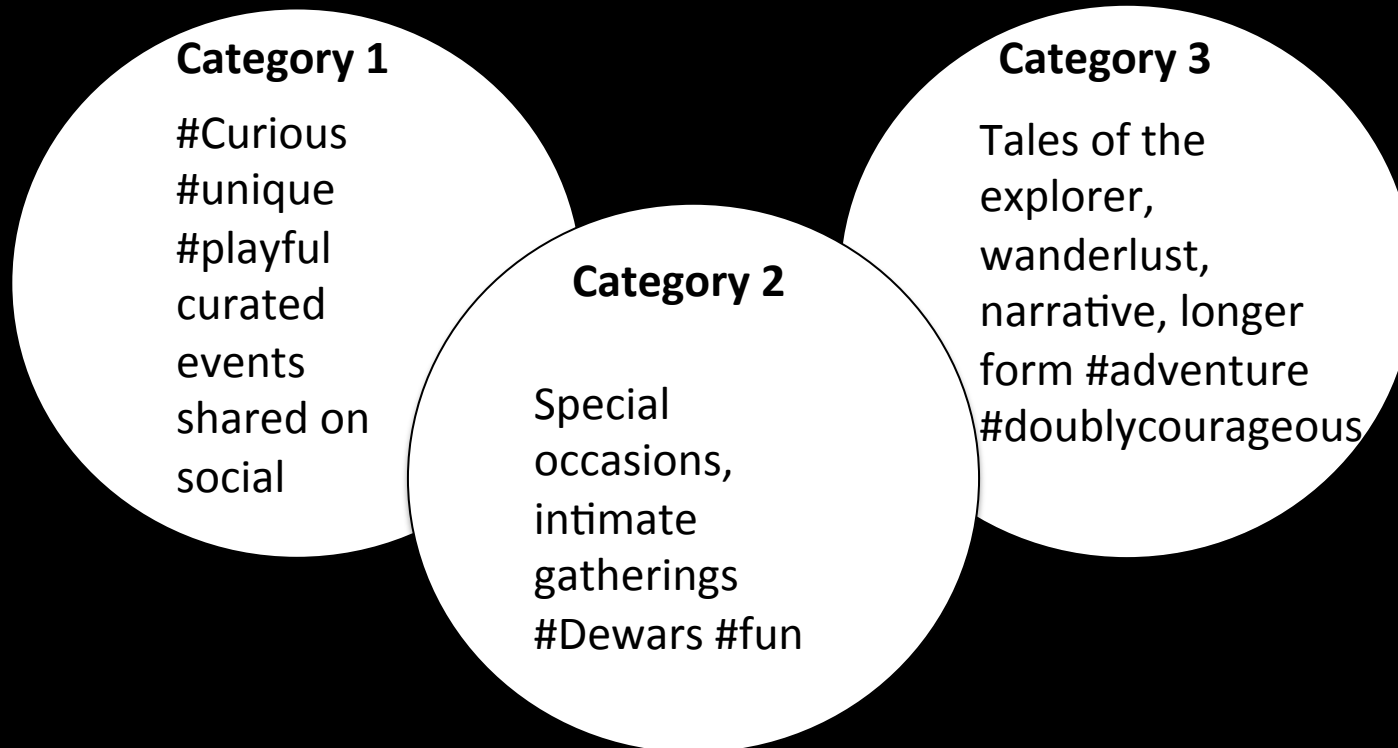 Category 1
#Curious
#unique
#playful
curated
events
shared on
social
Category 2
Special
occasions,
intimate
gatherings
#Dewars #fun
Category 3
Tales of the
explorer,
wanderlust,
narrative, longer
form #adventure
#doublycourageous